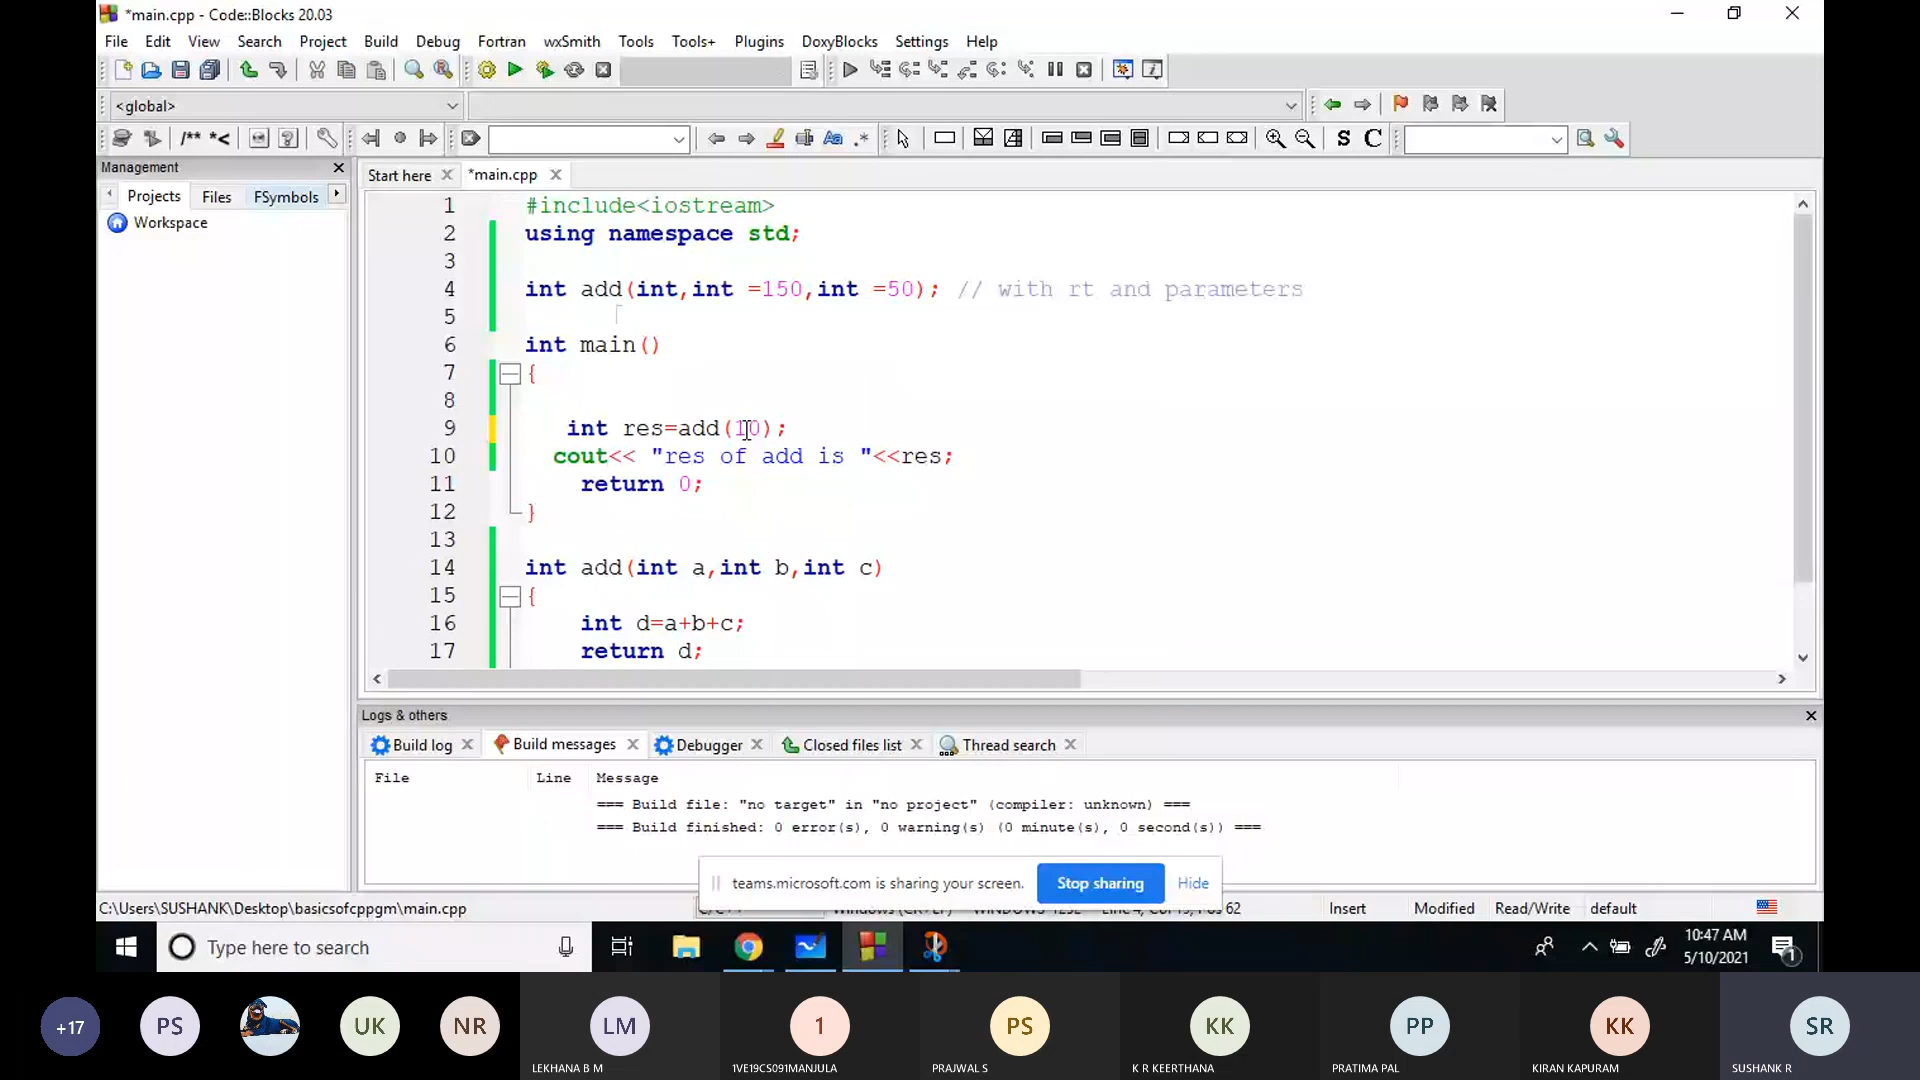 *main.cpp - Code::Blocks 20.03
File Edit View Search Project Build Debug Fortran wxSmith Tools Tools+ Plugins DoxyBlocks Settings Help
<global>
/** *< Aa .* S C
Management
Projects Files FSymbols
Workspace
Start here *main.cpp
1 #include<iostream>
2 using namespace std;
3
4 int add(int,int =150,int =50); // with rt and parameters
5
6 int main()
7 {
8
9 int res=add(10);
10 cout<< "res of add is "<<res;
11 return 0;
12 }
13
14 int add(int a,int b,int c)
15 {
16 int d=a+b+c;
17 return d;
Logs & others
Build log Build messages Debugger Closed files list Thread search
File Line Message
=== Build file: "no target" in "no project" (compiler: unknown) ===
=== Build finished: 0 error(s), 0 warning(s) (0 minute(s), 0 second(s)) ===
teams.microsoft.com is sharing your screen. Stop sharing Hide
C:\Users\SUSHANK\Desktop\basicsofcppgm\main.cpp Insert Modified Read/Write default
Type here to search
10:47 AM
5/10/2021
1
+17 PS UK NR LM 1 PS KK PP KK SR
LEKHANA B M 1VE19CS091MANJULA PRAJWAL S K R KEERTHANA PRATIMA PAL KIRAN KAPURAM SUSHANK R